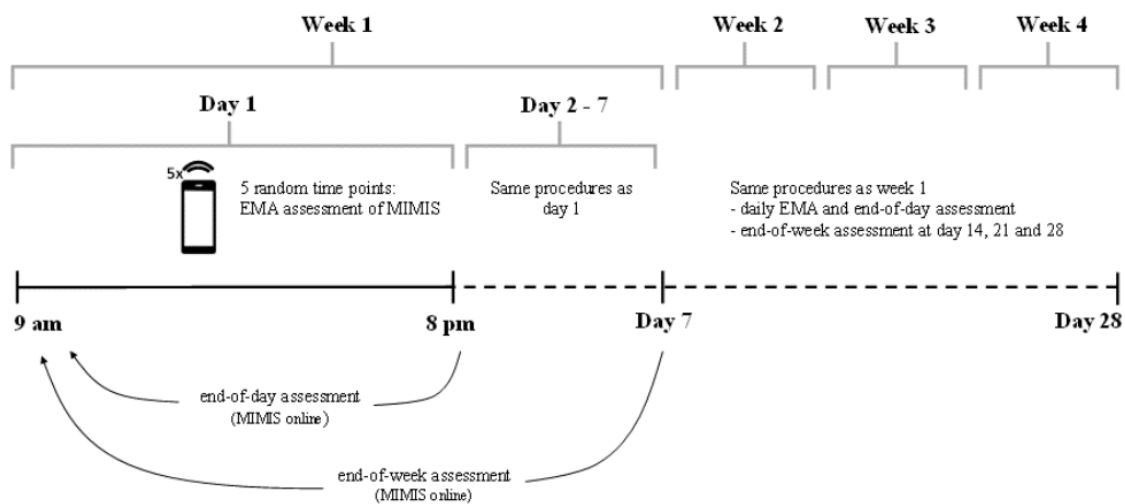 Week 1
Week 2
Week 3
Week 4
Day 1
Day 2 - 7
5x
5 random time points:
EMA assessment of MIMIS
Same procedures as
day 1
Same procedures as week 1
- daily EMA and end-of-day assessment
- end-of-week assessment at day 14, 21 and 28
9 am
8 pm
Day 7
Day 28
end-of-day assessment
(MIMIS online)
end-of-week assessment
(MIMIS online)